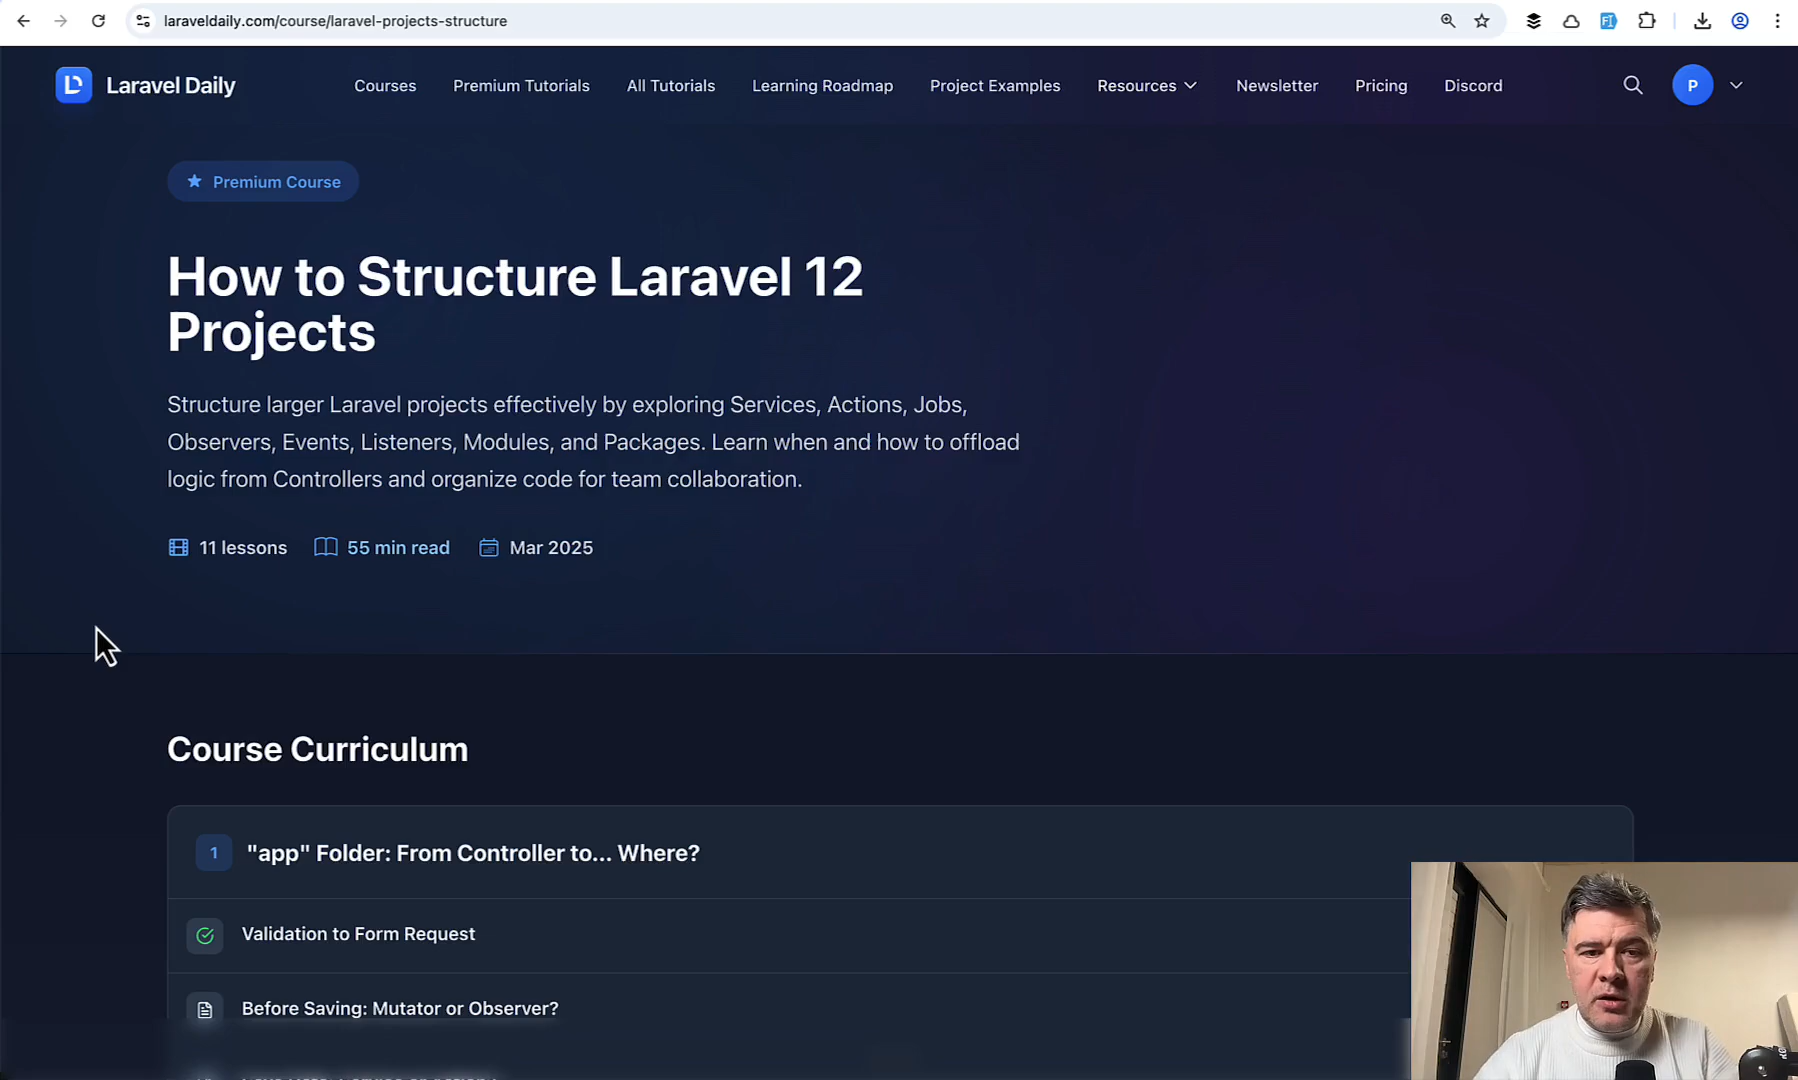 laraveldaily.com/course/laravel-projects-structure
Laravel Daily
Courses
Premium Tutorials
All Tutorials
Learning Roadmap
Project Examples
Resources
Newsletter
Pricing
Discord
P
Premium Course
How to Structure Laravel 12
Projects
Structure larger Laravel projects effectively by exploring Services, Actions, Jobs,
Observers, Events, Listeners, Modules, and Packages. Learn when and how to offload
logic from Controllers and organize code for team collaboration.
11 lessons
55 min read
Mar 2025
Course Curriculum
1
"app" Folder: From Controller to... Where?
Validation to Form Request
Before Saving: Mutator or Observer?